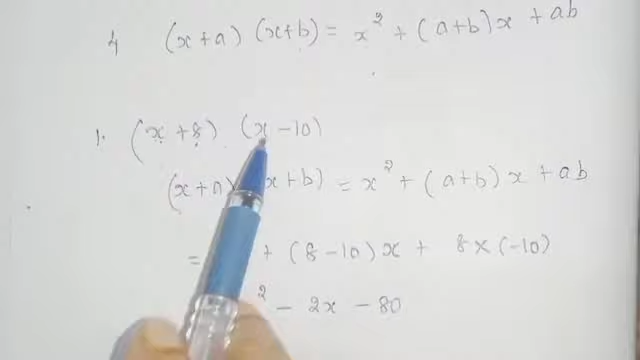 4 (x+a) (x+b) = x² + (a+b)x + ab
1. (x+8) (x-10)
(x+a) x+b) = x² + (a+b) x + ab
= + (8-10)x + 8×(-10)
² - 2x - 80